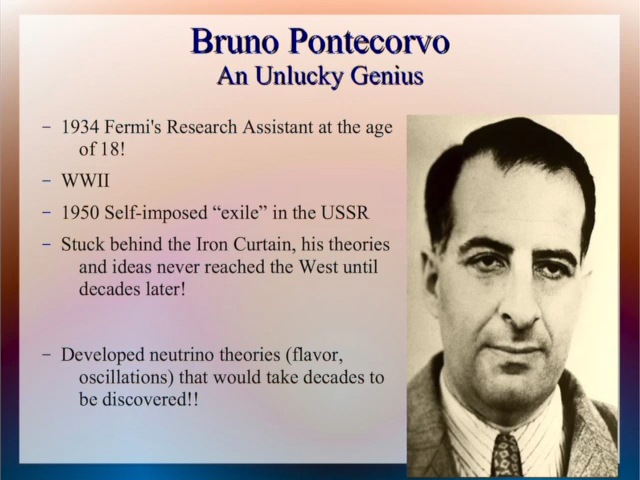 Bruno Pontecorvo
An Unlucky Genius
– 1934 Fermi's Research Assistant at the age
of 18!
– WWII
– 1950 Self-imposed “exile” in the USSR
– Stuck behind the Iron Curtain, his theories
and ideas never reached the West until
decades later!
– Developed neutrino theories (flavor,
oscillations) that would take decades to
be discovered!!